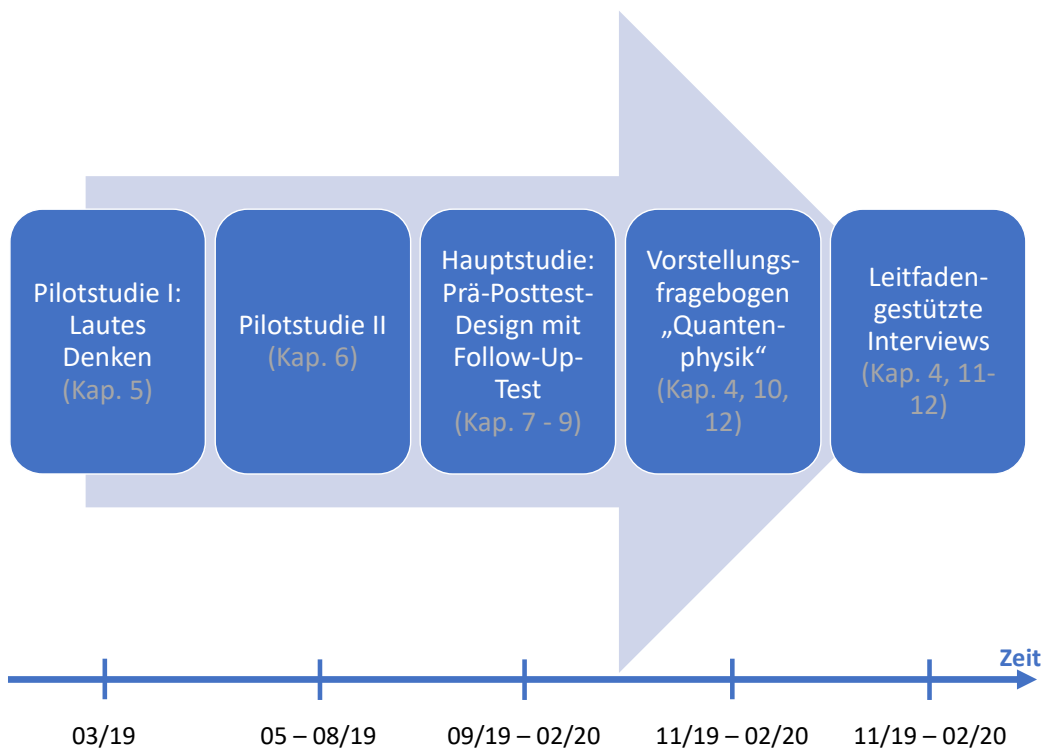 Pilotstudie I:
Lautes
Denken
(Kap. 5)
Pilotstudie II
(Kap. 6)
Hauptstudie:
Prä-Posttest-
Design mit
Follow-Up-
Test
(Kap. 7 - 9)
Vorstellungs-
fragebogen
„Quanten-
physik“
(Kap. 4, 10,
12)
Leitfaden-
gestützte
Interviews
(Kap. 4, 11-
12)
Zeit
03/19
05 – 08/19
09/19 – 02/20
11/19 – 02/20
11/19 – 02/20